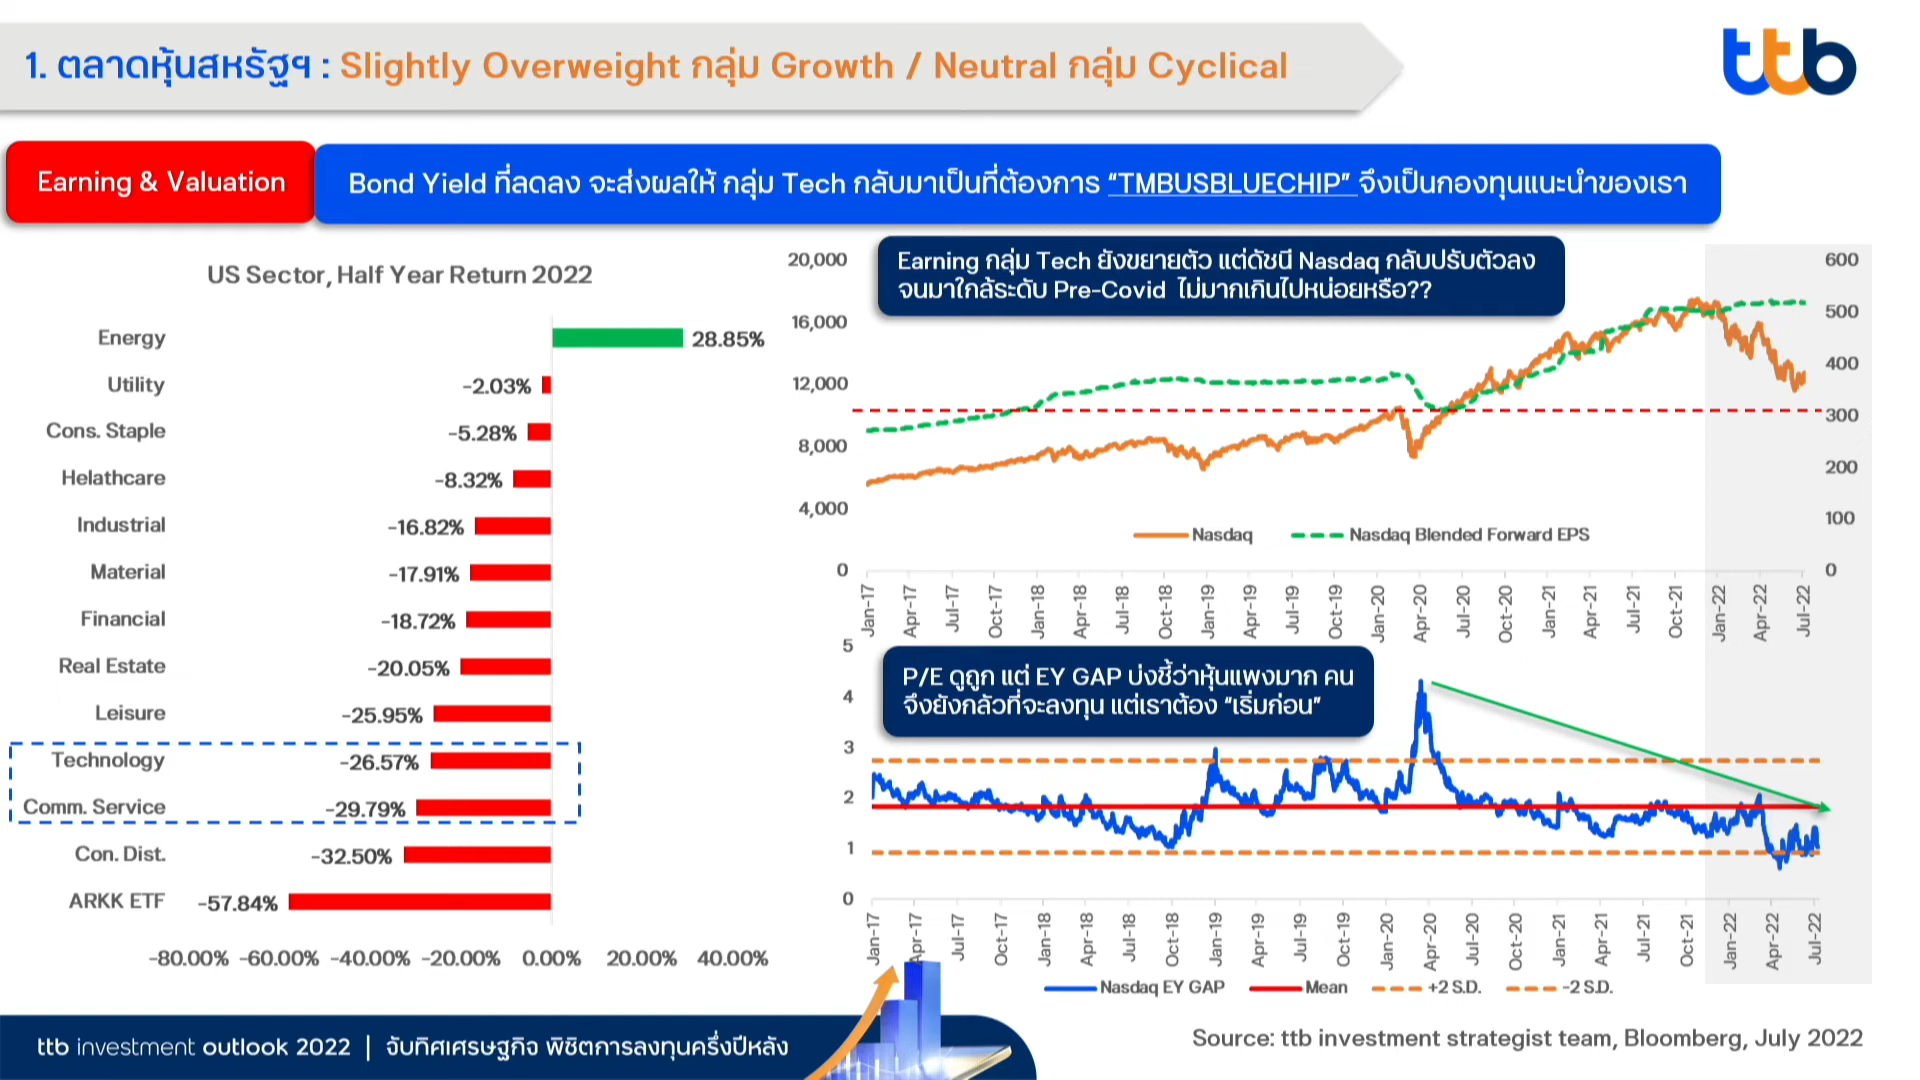 1. ตลาดหุ้นสหรัฐฯ : Slightly Overweight กลุ่ม Growth / Neutral กลุ่ม Cyclical
ttb
Earning & Valuation
Bond Yield ที่ลดลง จะส่งผลให้ กลุ่ม Tech กลับมาเป็นที่ต้องการ “TMBUSBLUECHIP” จึงเป็นกองทุนแนะนำของเรา
US Sector, Half Year Return 2022
Energy 28.85%
Utility -2.03%
Cons. Staple -5.28%
Helathcare -8.32%
Industrial -16.82%
Material -17.91%
Financial -18.72%
Real Estate -20.05%
Leisure -25.95%
Technology -26.57%
Comm. Service -29.79%
Con. Dist. -32.50%
ARKK ETF -57.84%
-80.00% -60.00% -40.00% -20.00% 0.00% 20.00% 40.00%
Earning กลุ่ม Tech ยังขยายตัว แต่ดัชนี Nasdaq กลับปรับตัวลง
จนมาใกล้ระดับ Pre-Covid ไม่มากเกินไปหน่อยหรือ??
20,000
16,000
12,000
8,000
4,000
0
600
500
400
300
200
100
0
Nasdaq Nasdaq Blended Forward EPS
Jan-17 Apr-17 Jul-17 Oct-17 Jan-18 Apr-18 Jul-18 Oct-18 Jan-19 Apr-19 Jul-19 Oct-19 Jan-20 Apr-20 Jul-20 Oct-20 Jan-21 Apr-21 Jul-21 Oct-21 Jan-22 Apr-22 Jul-22
P/E ดูถูก แต่ EY GAP บ่งชี้ว่าหุ้นแพงมาก คน
จึงยังกลัวที่จะลงทุน แต่เราต้อง “เริ่มก่อน”
5
4
3
2
1
0
Jan-17 Apr-17 Jul-17 Oct-17 Jan-18 Apr-18 Jul-18 Oct-18 Jan-19 Apr-19 Jul-19 Oct-19 Jan-20 Apr-20 Jul-20 Oct-20 Jan-21 Apr-21 Jul-21 Oct-21 Jan-22 Apr-22 Jul-22
Nasdaq EY GAP Mean +2 S.D. -2 S.D.
ttb investment outlook 2022 | จับทิศเศรษฐกิจ พิชิตการลงทุนครึ่งปีหลัง
Source: ttb investment strategist team, Bloomberg, July 2022